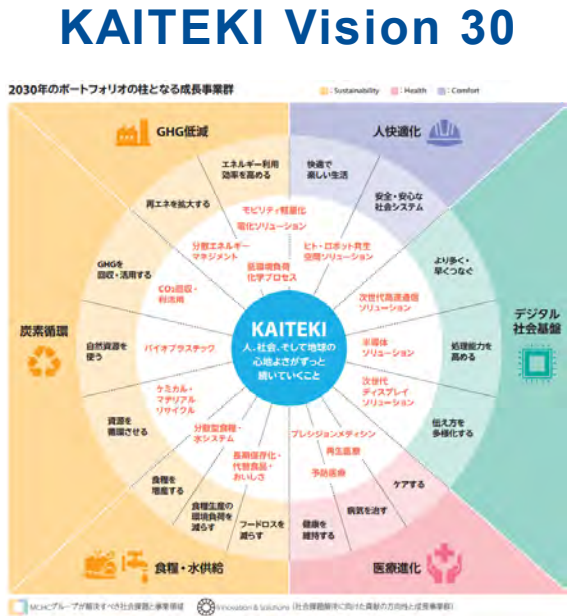 KAITEKI Vision 30
2030年のポートフォリオの柱となる成長事業群
: Sustainability : Health : Comfort
GHG低減
人快適化
エネルギー利用
効率を高める
快適で
楽しい生活
再エネを拡大する
安全・安心な
社会システム
モビリティ軽量化
電化ソリューション
分散エネルギー
マネジメント
ヒト・ロボット共生
空間ソリューション
低環境負荷
化学プロセス
GHGを
回収・活用する
より多く・
早くつなぐ
CO₂回収・
利活用
次世代高速通信
ソリューション
炭素循環
自然資源を
使う
バイオプラスチック
KAITEKI
人、社会、そして地球の
心地よさがずっと
続いていくこと
半導体
ソリューション
処理能力を
高める
デジタル
社会基盤
ケミカル・
マテリアル
リサイクル
次世代
ディスプレイ
ソリューション
資源を
循環させる
伝え方を
多様化する
分散型食糧・
水システム
プレシジョンメディシン
長期保存化・
代替食品・
おいしさ
再生医療
予防医療
食糧を
増産する
ケアする
食糧生産の
環境負荷を
減らす
フードロスを
減らす
健康を
維持する
病気を治す
食糧・水供給
医療進化
MCHCグループが解決すべき社会課題と事業領域
Innovation & Solutions (社会課題解決に向けた貢献の方向性と成長事業群)